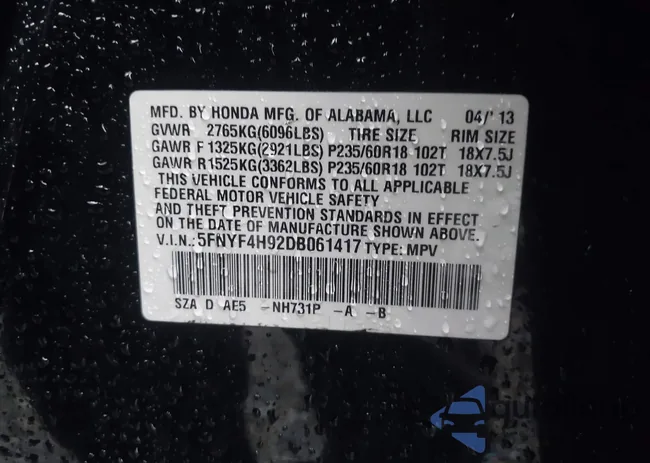 MFD. BY HONDA MFG. OF ALABAMA, LLC 04/'13
GVWR 2765KG(6096LBS) TIRE SIZE RIM SIZE
GAWR F1325KG(2921LBS) P235/60R18 102T 18X7.5J
GAWR R1525KG(3362LBS) P235/60R18 102T 18X7.5J
THIS VEHICLE CONFORMS TO ALL APPLICABLE
FEDERAL MOTOR VEHICLE SAFETY
AND THEFT PREVENTION STANDARDS IN EFFECT
ON THE DATE OF MANUFACTURE SHOWN ABOVE.
V.I.N.:5FNYF4H92DB061417 TYPE: MPV
SZA D AE5 -NH731P -A -B